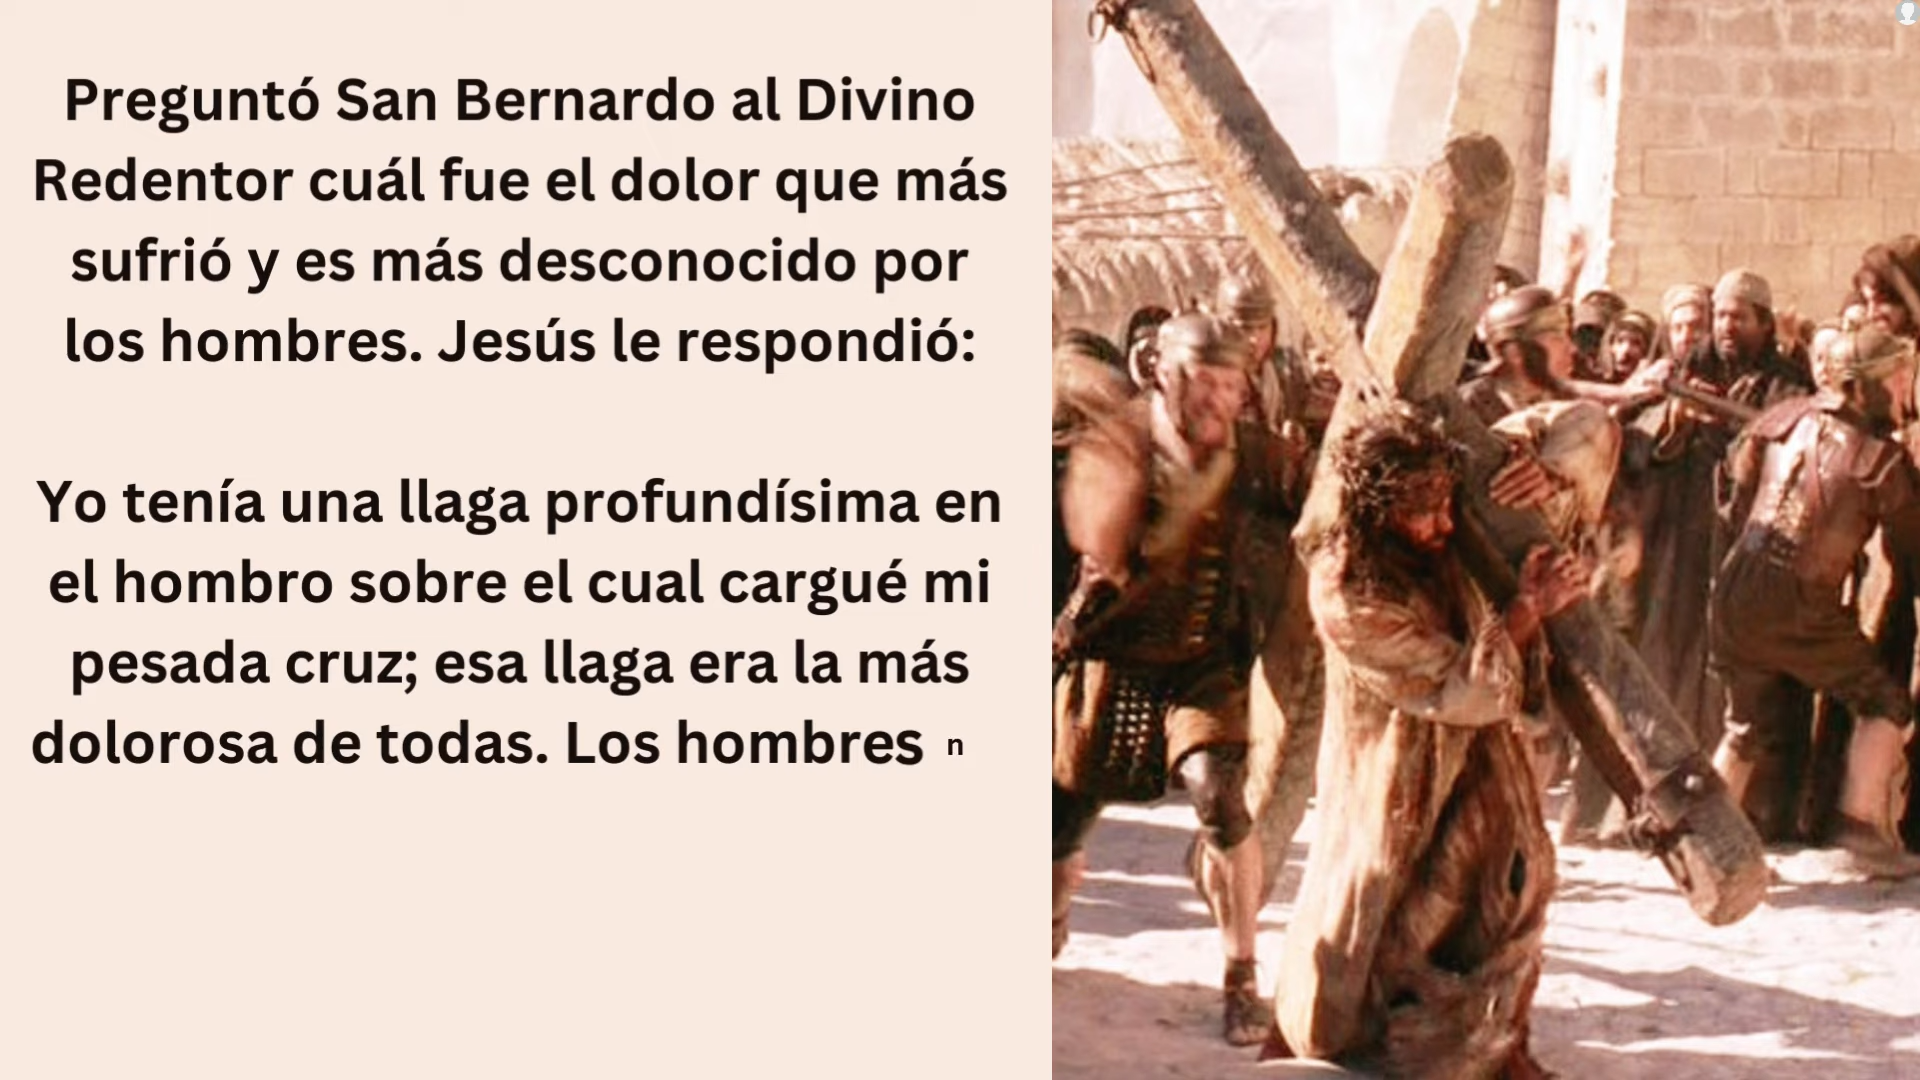 Preguntó San Bernardo al Divino
Redentor cuál fue el dolor que más
sufrió y es más desconocido por
los hombres. Jesús le respondió:
Yo tenía una llaga profundísima en
el hombro sobre el cual cargué mi
pesada cruz; esa llaga era la más
dolorosa de todas. Los hombres n